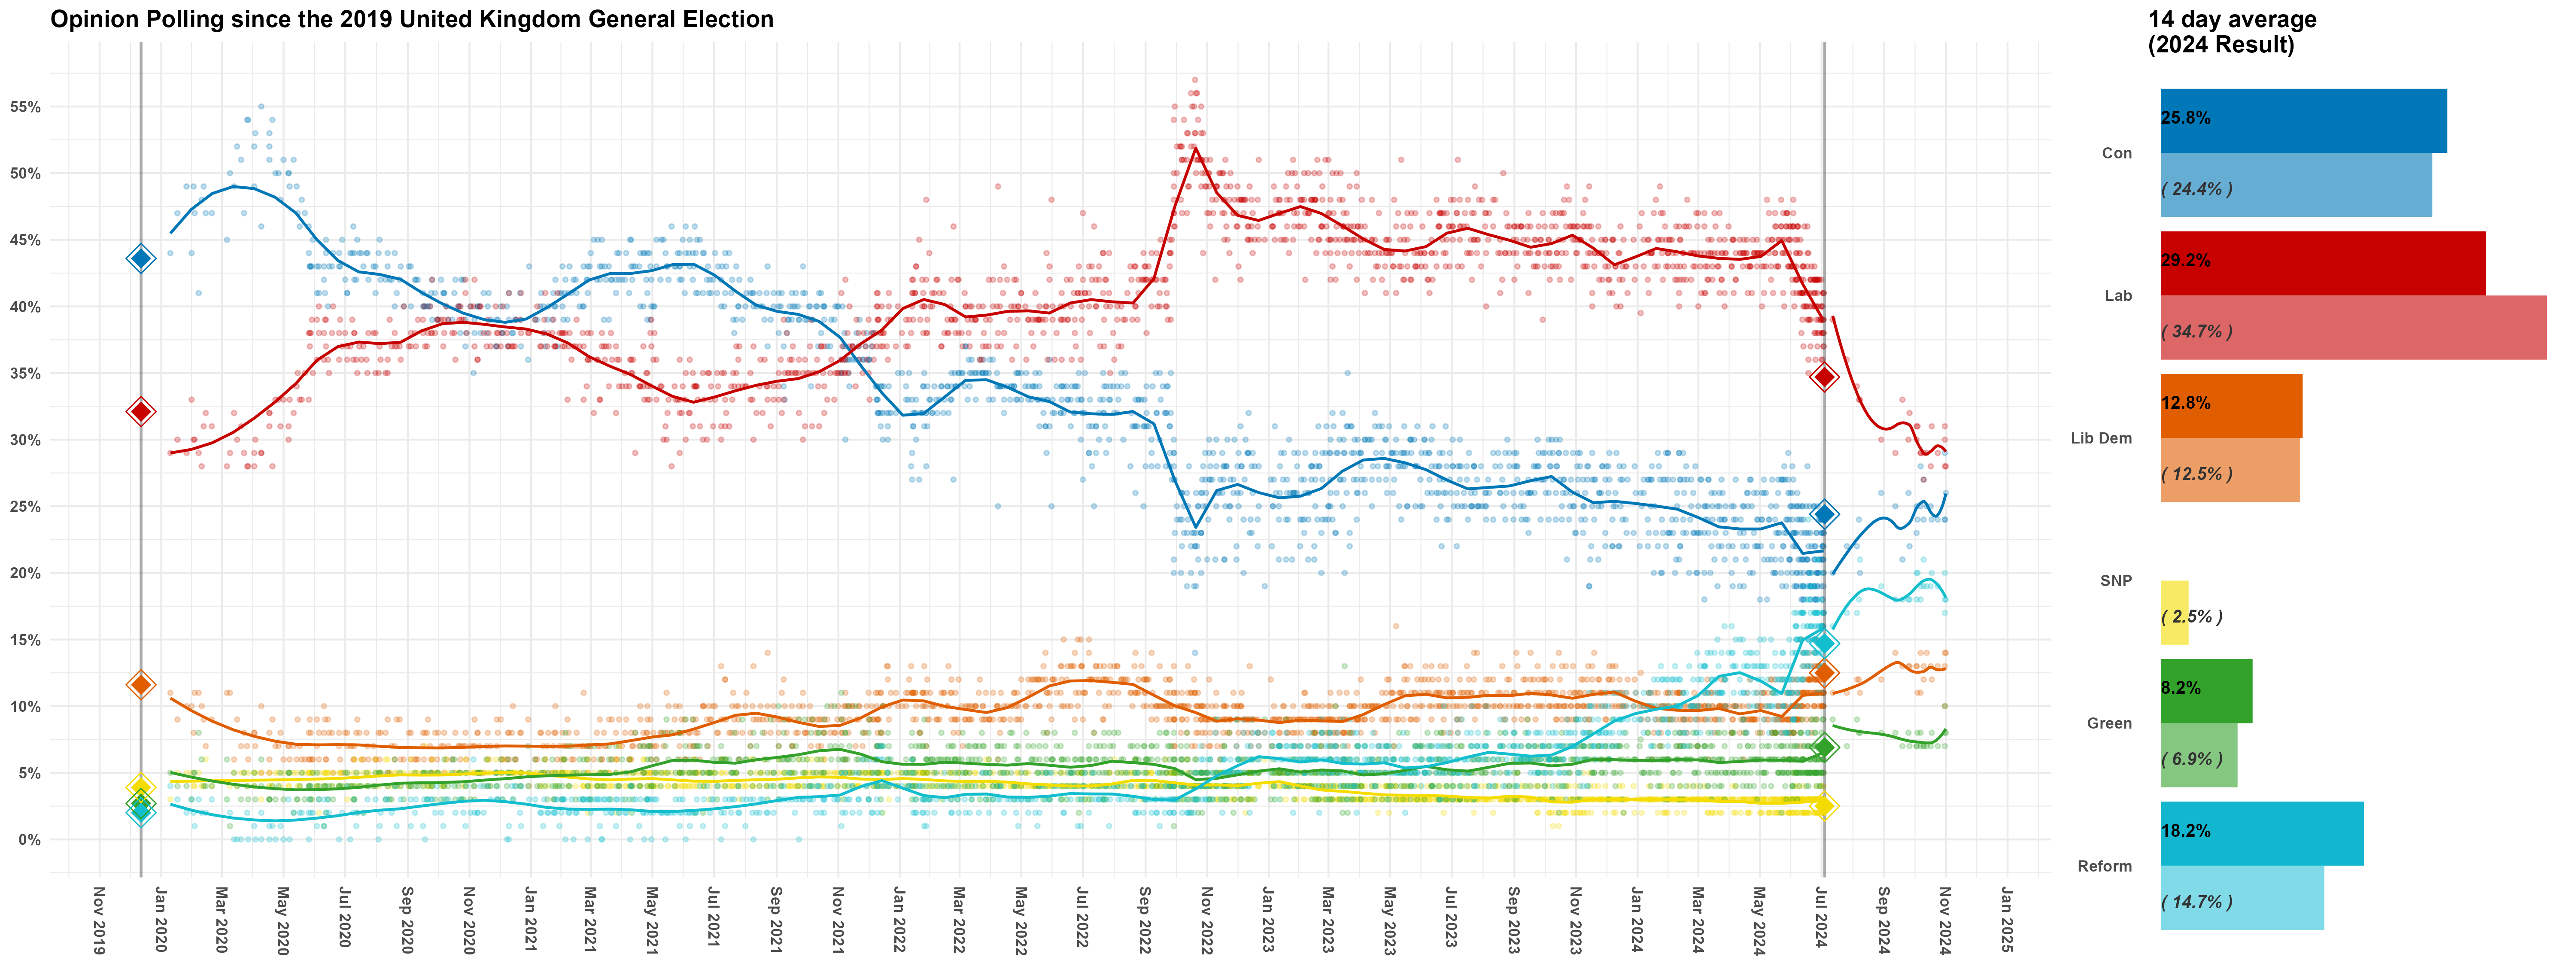 Opinion Polling since the 2019 United Kingdom General Election
55%
50%
45%
40%
35%
30%
25%
20%
15%
10%
5%
0%
Nov 2019
Jan 2020
Mar 2020
May 2020
Jul 2020
Sep 2020
Nov 2020
Jan 2021
Mar 2021
May 2021
Jul 2021
Sep 2021
Nov 2021
Jan 2022
Mar 2022
May 2022
Jul 2022
Sep 2022
Nov 2022
Jan 2023
Mar 2023
May 2023
Jul 2023
Sep 2023
Nov 2023
Jan 2024
Mar 2024
May 2024
Jul 2024
Sep 2024
Nov 2024
Jan 2025
14 day average
(2024 Result)
Con
25.8%
( 24.4% )
Lab
29.2%
( 34.7% )
Lib Dem
12.8%
( 12.5% )
SNP
( 2.5% )
Green
8.2%
( 6.9% )
Reform
18.2%
( 14.7% )